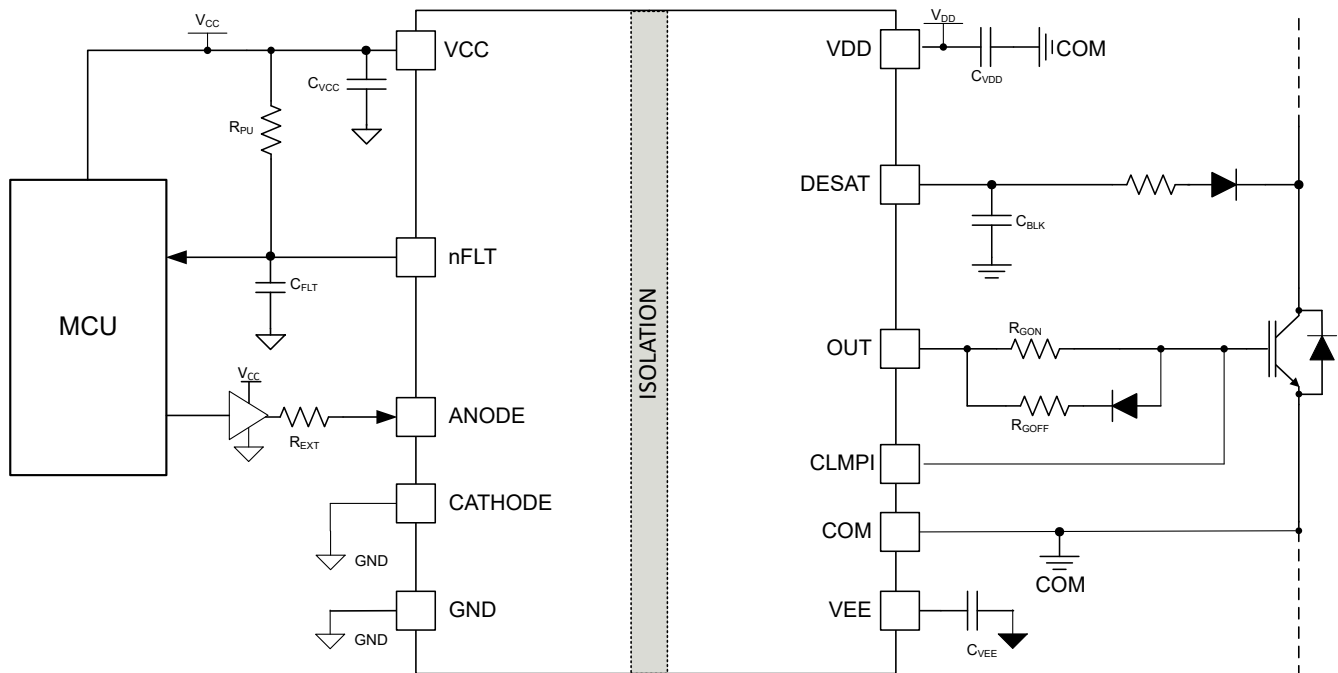 VCC
VCC
CVCC
RPU
nFLT
CFLT
MCU
VCC
REXT
ANODE
CATHODE
GND
GND
GND
ISOLATION
VDD
VDD
CVDD
COM
DESAT
CBLK
OUT
RGON
RGOFF
CLMPI
COM
COM
VEE
CVEE